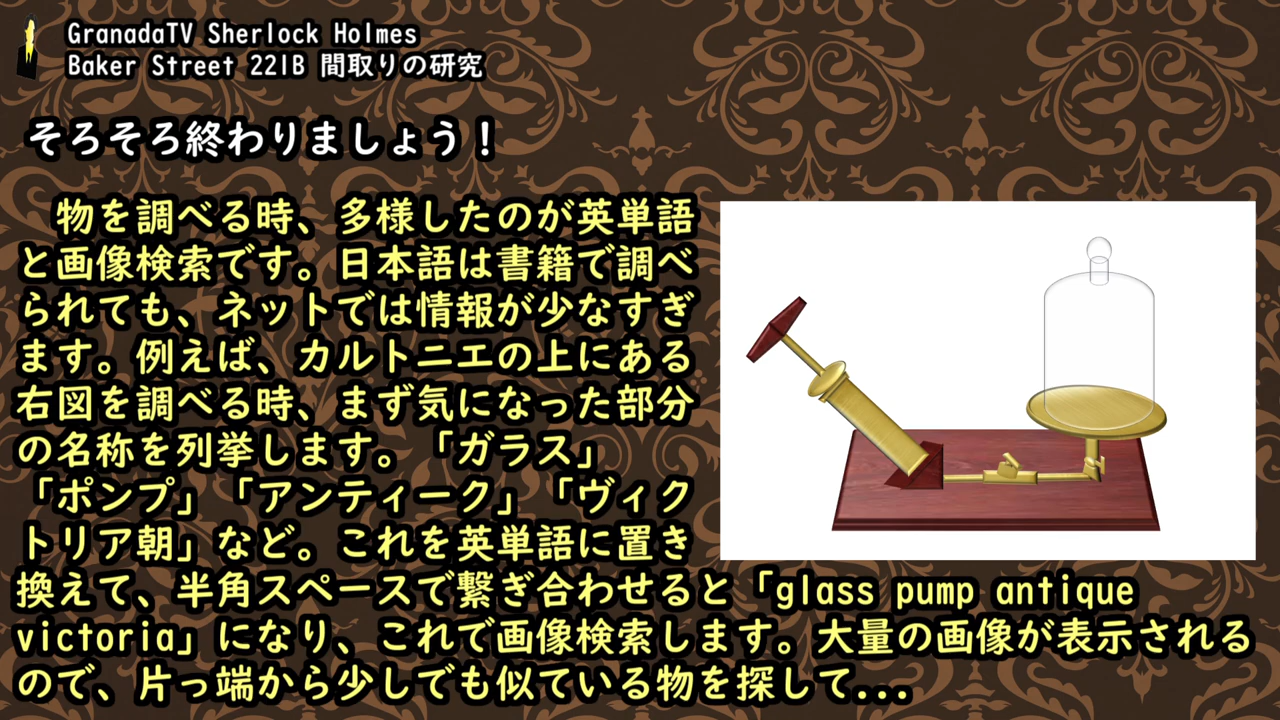 GranadaTV Sherlock Holmes
Baker Street 221B 間取りの研究
そろそろ終わりましょう！
物を調べる時、多様したのが英単語
と画像検索です。日本語は書籍で調べ
られても、ネットでは情報が少なすぎ
ます。例えば、カルトニエの上にある
右図を調べる時、まず気になった部分
の名称を列挙します。「ガラス」
「ポンプ」「アンティーク」「ヴィク
トリア朝」など。これを英単語に置き
換えて、半角スペースで繋ぎ合わせると「glass pump antique
victoria」になり、これで画像検索します。大量の画像が表示される
ので、片っ端から少しでも似ている物を探して...